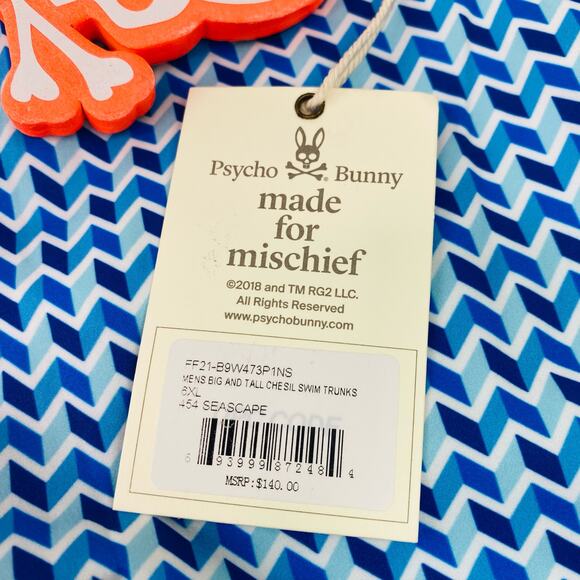 Psycho Bunny
made
for
mischief
©2018 and TM RG2 LLC.
All Rights Reserved
www.psychobunny.com
FF21-B9W473P1NS
MENS BIG AND TALL CHESIL SWIM TRUNKS
6XL
454 SEASCAPE
6 93999 87248 4
MSRP:$140.00